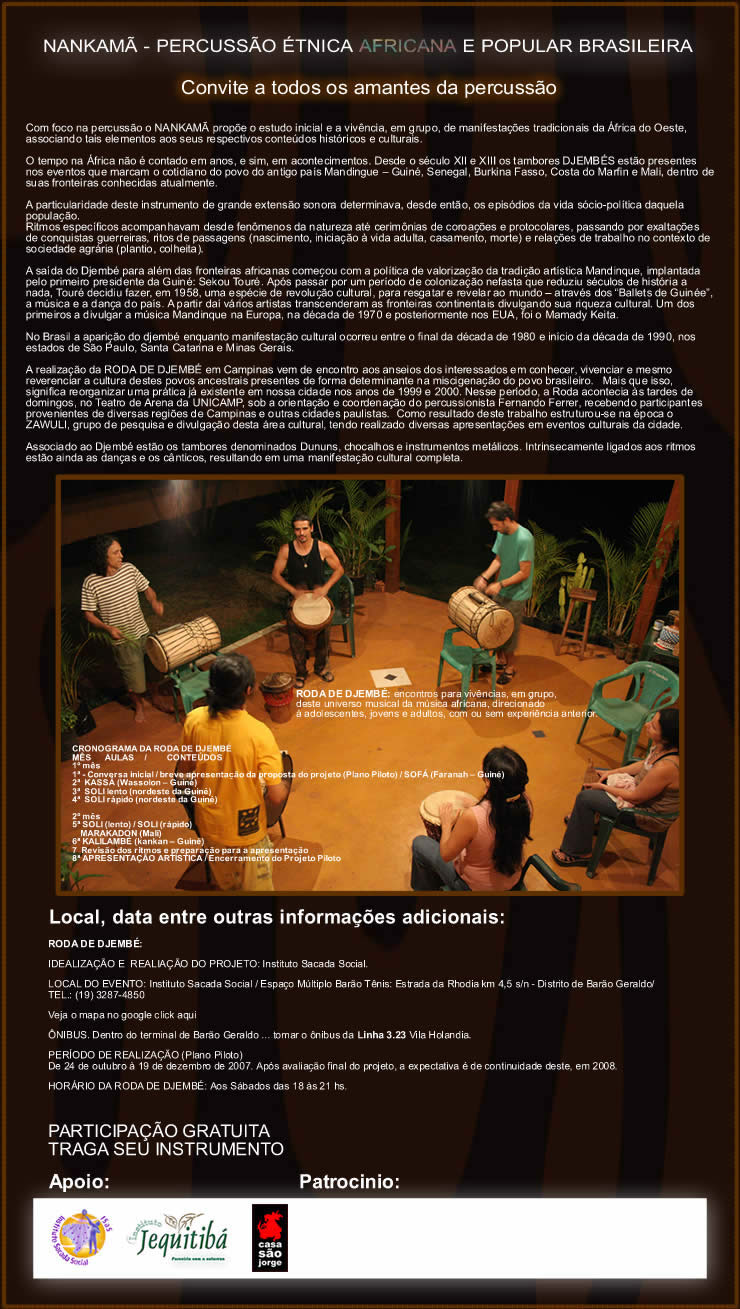 NANKAMÃ - PERCUSSÃO ÉTNICA AFRICANA E POPULAR BRASILEIRA
Convite a todos os amantes da percussão
Com foco na percussão o NANKAMÃ propõe o estudo inicial e a vivência, em grupo, de manifestações tradicionais da África do Oeste,
associando tais elementos aos seus respectivos conteúdos históricos e culturais.
O tempo na África não é contado em anos, e sim, em acontecimentos. Desde o século XII e XIII os tambores DJEMBÉS estão presentes
nos eventos que marcam o cotidiano do povo do antigo país Mandingue – Guiné, Senegal, Burkina Fasso, Costa do Marfin e Mali, dentro de
suas fronteiras conhecidas atualmente.
A particularidade deste instrumento de grande extensão sonora determinava, desde então, os episódios da vida sócio-política daquela
população.
Ritmos específicos acompanhavam desde fenômenos da natureza até cerimônias de coroações e protocolares, passando por exaltações
de conquistas guerreiras, ritos de passagens (nascimento, iniciação à vida adulta, casamento, morte) e relações de trabalho no contexto de
sociedade agrária (plantio, colheita).
A saída do Djembé para além das fronteiras africanas começou com a política de valorização da tradição artística Mandinque, implantada
pelo primeiro presidente da Guiné: Sekou Touré. Após passar por um período de colonização nefasta que reduziu séculos de história a
nada, Touré decidiu fazer, em 1958, uma espécie de revolução cultural, para resgatar e revelar ao mundo – através dos “Ballets de Guinée”,
a música e a dança do país. A partir daí vários artistas transcenderam as fronteiras continentais divulgando sua riqueza cultural. Um dos
primeiros a divulgar a música Mandinque na Europa, na década de 1970 e posteriormente nos EUA, foi o Mamady Keita.
No Brasil a aparição do djembé enquanto manifestação cultural ocorreu entre o final da década de 1980 e início da década de 1990, nos
estados de São Paulo, Santa Catarina e Minas Gerais.
A realização da RODA DE DJEMBÉ em Campinas vem de encontro aos anseios dos interessados em conhecer, vivenciar e mesmo
reverenciar a cultura destes povos ancestrais presentes de forma determinante na miscigenação do povo brasileiro. Mais que isso,
significa reorganizar uma prática já existente em nossa cidade nos anos de 1999 e 2000. Nesse período, a Roda acontecia às tardes de
domingos, no Teatro de Arena da UNICAMP, sob a orientação e coordenação do percussionista Fernando Ferrer, recebendo participantes
provenientes de diversas regiões de Campinas e outras cidades paulistas. Como resultado deste trabalho estruturou-se na época o
ZAWULI, grupo de pesquisa e divulgação desta área cultural, tendo realizado diversas apresentações em eventos culturais da cidade.
Associado ao Djembé estão os tambores denominados Dununs, chocalhos e instrumentos metálicos. Intrinsecamente ligados aos ritmos
estão ainda as danças e os cânticos, resultando em uma manifestação cultural completa.
RODA DE DJEMBÉ: encontros para vivências, em grupo,
deste universo musical da música africana, direcionado
à adolescentes, jovens e adultos, com ou sem experiência anterior.
CRONOGRAMA DA RODA DE DJEMBÉ
MÊS AULAS / CONTEÚDOS
1º mês
1ª - Conversa inicial / breve apresentação da proposta do projeto (Plano Piloto) / SOFÁ (Faranah – Guiné)
2ª KASSÁ (Wassolon – Guiné)
3ª SOLI lento (nordeste da Guiné)
4ª SOLI rápido (nordeste da Guiné)
2º mês
5ª SOLI (lento) / SOLI (rápido)
MARAKADON (Mali)
6ª KALILAMBÉ (kankan – Guiné)
7 Revisão dos ritmos e preparação para a apresentação
8ª APRESENTAÇÃO ARTÍSTICA / Encerramento do Projeto Piloto
Local, data entre outras informações adicionais:
RODA DE DJEMBÉ:
IDEALIZAÇÃO E REALIAÇÃO DO PROJETO: Instituto Sacada Social.
LOCAL DO EVENTO: Instituto Sacada Social / Espaço Múltiplo Barão Tênis: Estrada da Rhodia km 4,5 s/n - Distrito de Barão Geraldo/
TEL.: (19) 3287-4850
Veja o mapa no google click aqui
ÔNIBUS. Dentro do terminal de Barão Geraldo ... tomar o ônibus da Linha 3.23 Vila Holandia.
PERÍODO DE REALIZAÇÃO (Plano Piloto)
De 24 de outubro à 19 de dezembro de 2007. Após avaliação final do projeto, a expectativa é de continuidade deste, em 2008.
HORÁRIO DA RODA DE DJEMBÉ: Aos Sábados das 18 às 21 hs.
PARTICIPAÇÃO GRATUITA
TRAGA SEU INSTRUMENTO
Apoio: Patrocinio:
Instituto Sacada Social
Instituto
Jequitibá
Parceria com a natureza
casa
são
jorge